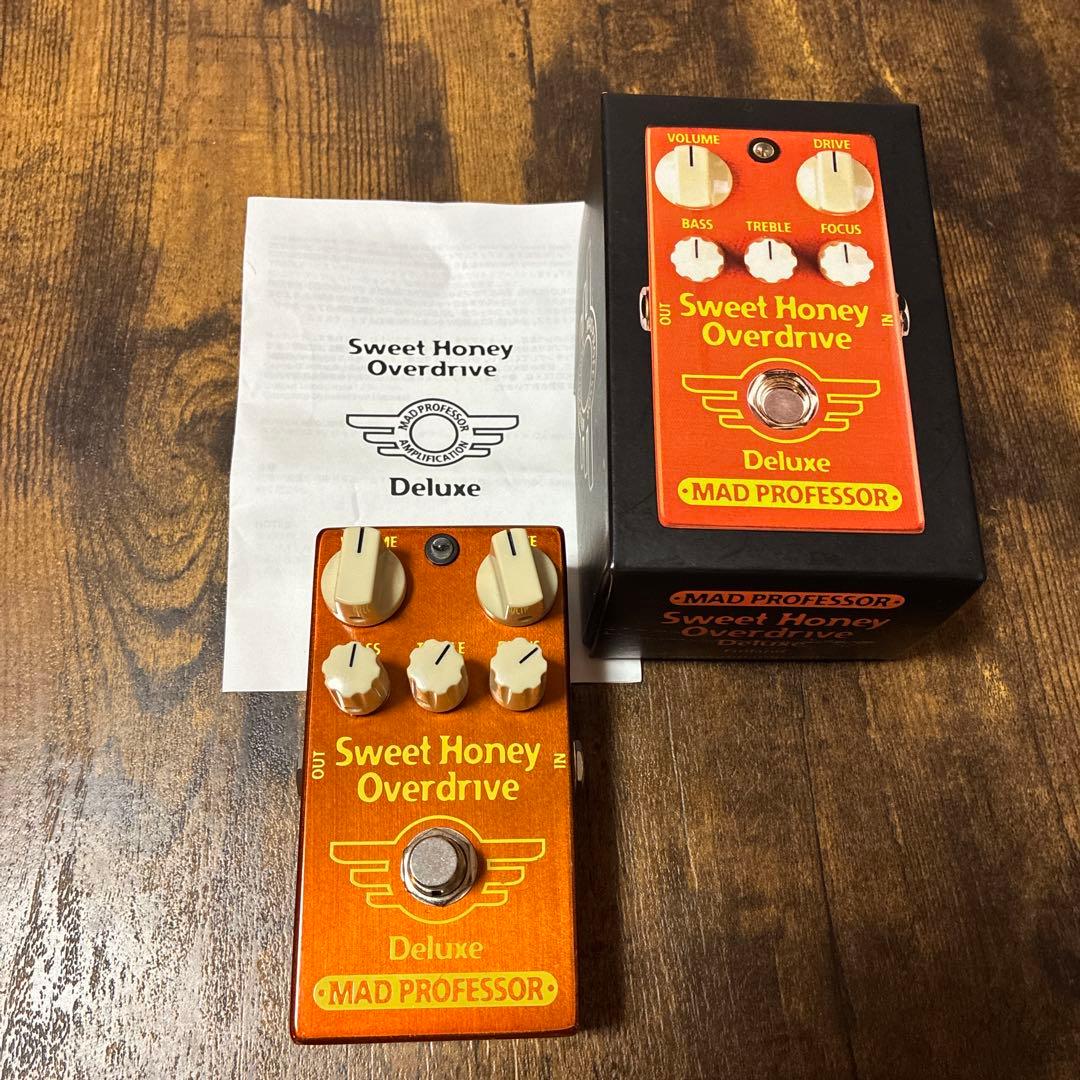 VOLUME
DRIVE
BASS
TREBLE
FOCUS
Sweet Honey
Overdrive
OUT
IN
Deluxe
MAD PROFESSOR
MAD PROFESSOR
Sweet Honey
Overdrive
Deluxe
Sweet Honey
Overdrive
MAD PROFESSOR
AMPLIFICATION
Deluxe
OUT
IN
Sweet Honey
Overdrive
Deluxe
MAD PROFESSOR